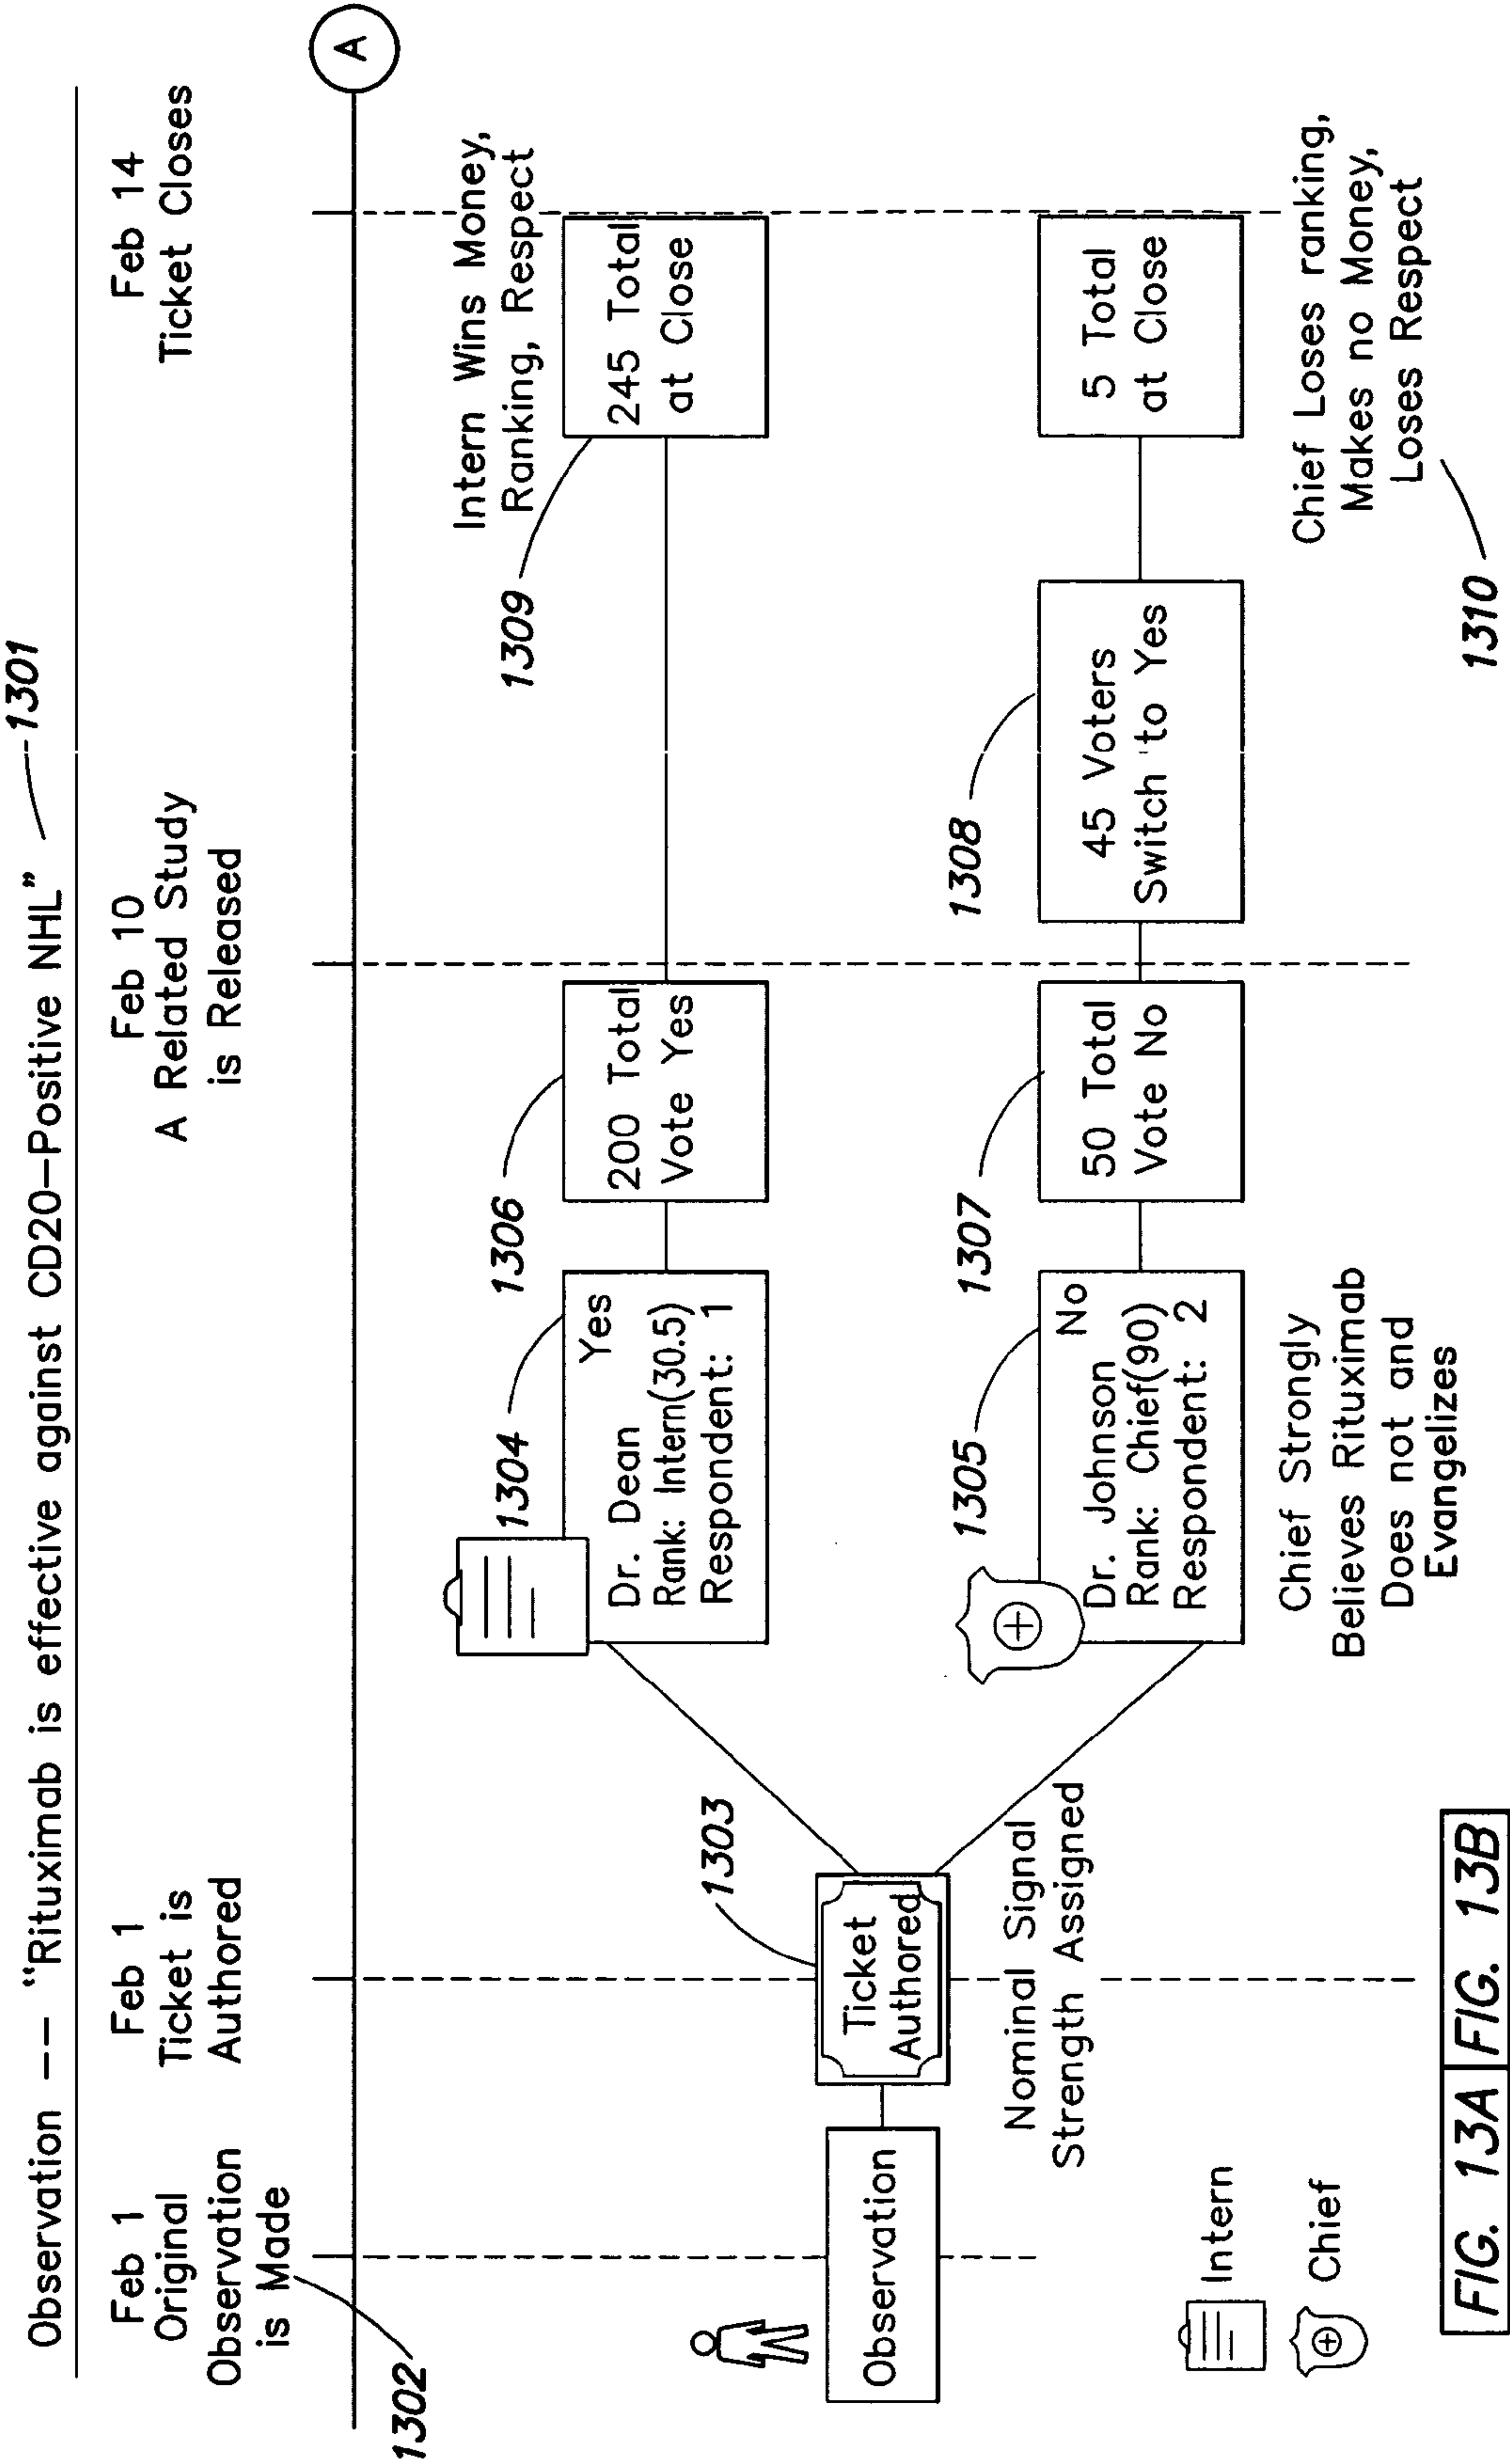 Observation -- “Rituximab is effective against CD20-Positive NHL”
1301
Feb 1
Original
Observation
is Made
1302
Feb 1
Ticket is
Authored
Feb 10
A Related Study
is Released
Feb 14
Ticket Closes
A
Observation
1303
Ticket
Authored
Nominal Signal
Strength Assigned
1304
Yes
Dr. Dean
Rank: Intern(30.5)
Respondent: 1
1306
200 Total
Vote Yes
1309
Intern Wins Money,
Ranking, Respect
245 Total
at Close
1305
No
Dr. Johnson
Rank: Chief(90)
Respondent: 2
Chief Strongly
Believes Rituximab
Does not and
Evangelizes
1307
50 Total
Vote No
1308
45 Voters
Switch to Yes
5 Total
at Close
Chief Loses ranking,
Makes no Money,
Loses Respect
1310
Intern
Chief
FIG. 13A FIG. 13B